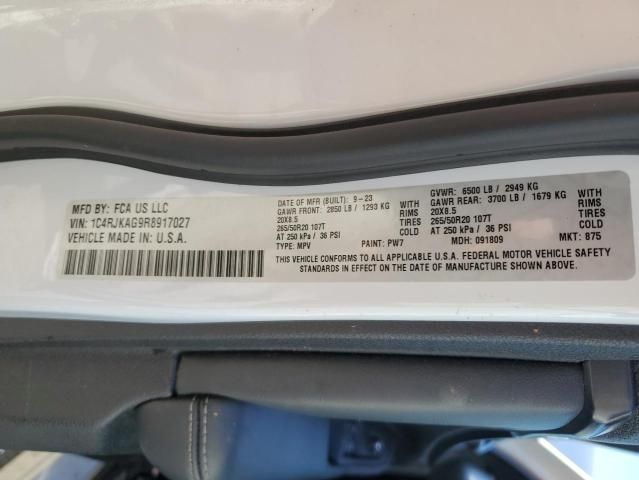 MFD BY: FCA US LLC
VIN: 1C4RJKAG9R8917027
VEHICLE MADE IN: U.S.A.
DATE OF MFR (BUILT): 9-23
GAWR FRONT: 2850 LB / 1293 KG WITH
20X8.5 RIMS
265/50R20 107T TIRES
AT 250 kPa / 36 PSI COLD
TYPE: MPV PAINT: PW7
GVWR: 6500 LB / 2949 KG
GAWR REAR: 3700 LB / 1679 KG WITH
20X8.5 RIMS
265/50R20 107T TIRES
AT 250 kPa / 36 PSI COLD
MDH: 091809 MKT: 875
THIS VEHICLE CONFORMS TO ALL APPLICABLE U.S.A. FEDERAL MOTOR VEHICLE SAFETY
STANDARDS IN EFFECT ON THE DATE OF MANUFACTURE SHOWN ABOVE.